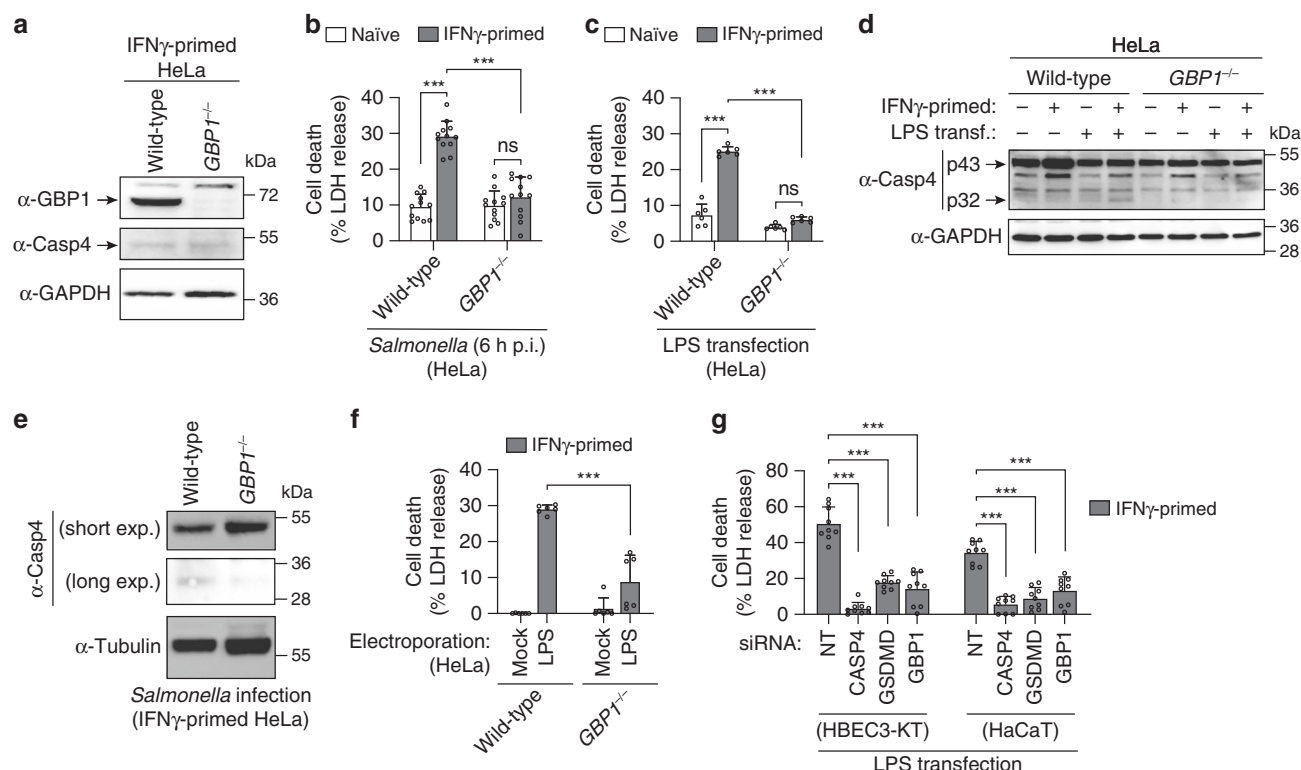 a
IFNγ-primed
HeLa
Wild-type
GBP1–/–
kDa
α-GBP1
72
α-Casp4
55
α-GAPDH
36
b
Naïve
IFNγ-primed
***
***
ns
40
30
20
10
0
Cell death
(% LDH release)
Wild-type
GBP1–/–
Salmonella (6 h p.i.)
(HeLa)
c
Naïve
IFNγ-primed
***
***
ns
40
30
20
10
0
Cell death
(% LDH release)
Wild-type
GBP1–/–
LPS transfection
(HeLa)
d
HeLa
Wild-type
GBP1–/–
IFNγ-primed: – + – + – + – +
LPS transf.: – – + + – – + +
kDa
α-Casp4
p43
p32
55
36
α-GAPDH
36
28
e
Wild-type
GBP1–/–
kDa
α-Casp4
(short exp.)
55
(long exp.)
36
28
α-Tubulin
55
Salmonella infection
(IFNγ-primed HeLa)
f
IFNγ-primed
***
40
30
20
10
0
Cell death
(% LDH release)
Electroporation:
(HeLa)
Mock
LPS
Mock
LPS
Wild-type
GBP1–/–
g
***
***
***
***
***
***
IFNγ-primed
80
60
40
20
0
Cell death
(% LDH release)
siRNA:
NT
CASP4
GSDMD
GBP1
NT
CASP4
GSDMD
GBP1
(HBEC3-KT)
(HaCaT)
LPS transfection